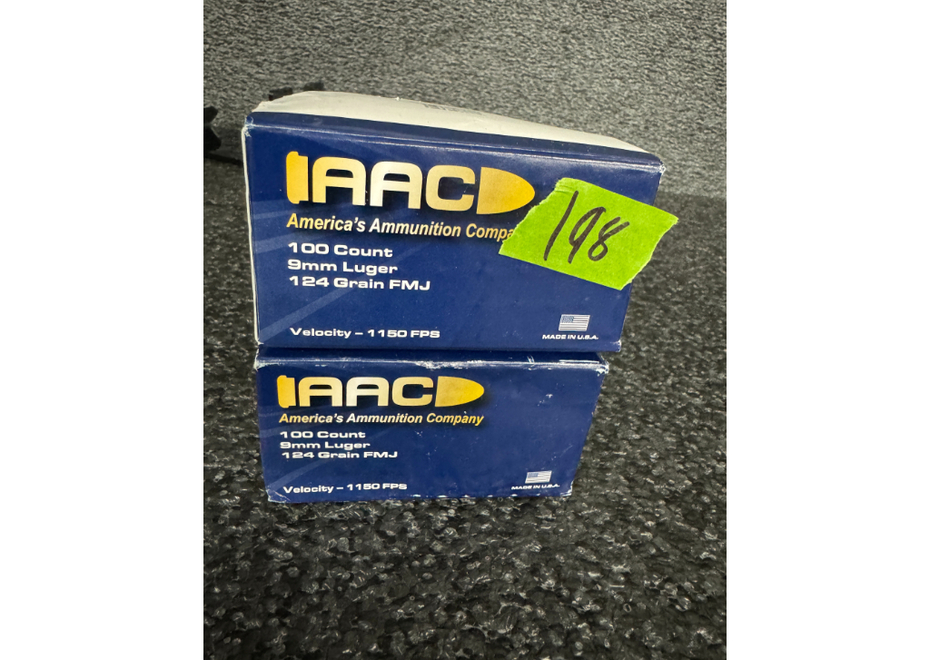 AAC
America's Ammunition
198
100 Count
9mm Luger
124 Grain FMJ
Velocity – 1150 FPS
MADE IN U.S.A.
AAC
America's Ammunition Company
100 Count
9mm Luger
124 Grain FMJ
Velocity – 1150 FPS
MADE IN U.S.A.